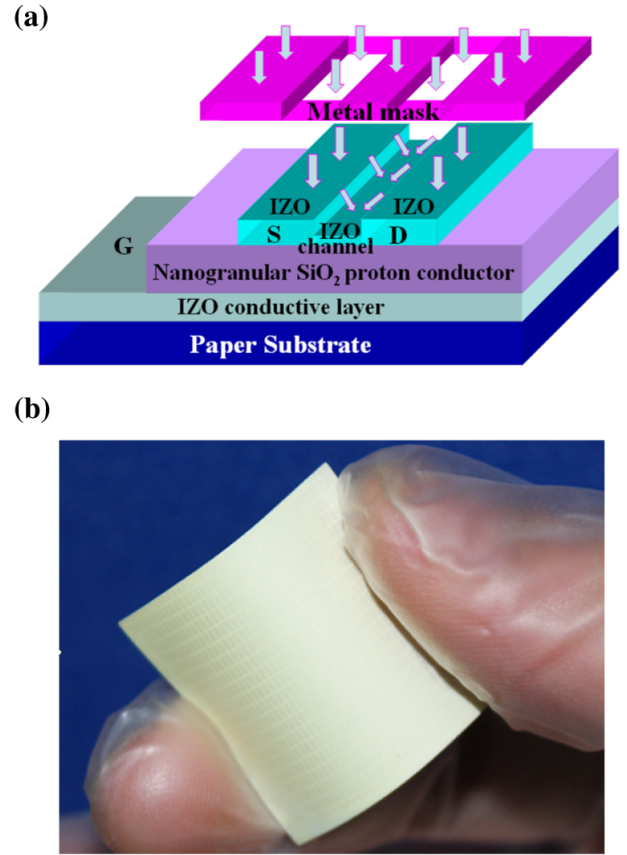 (a)
Metal mask
IZO
IZO
S
IZO
D
channel
G
Nanogranular SiO₂ proton conductor
IZO conductive layer
Paper Substrate
(b)